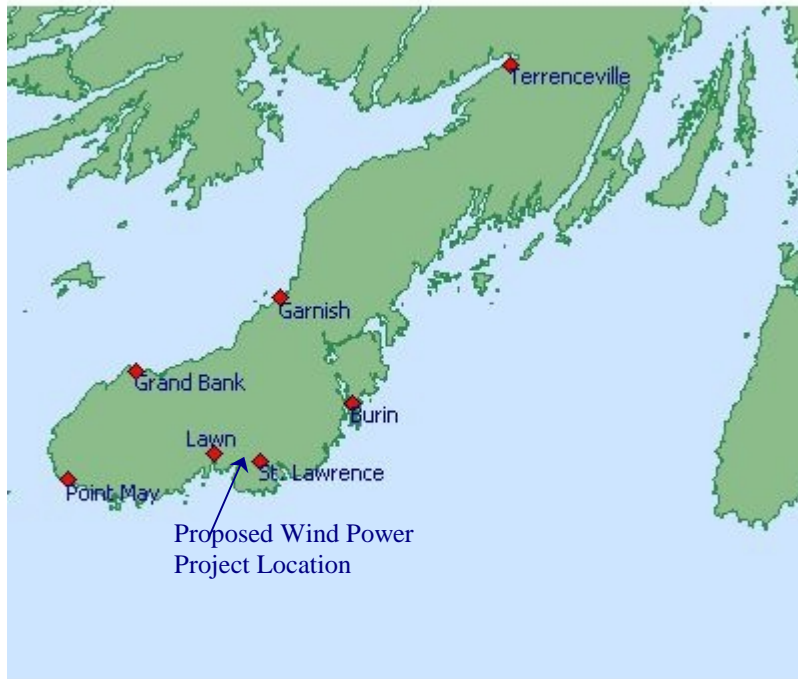 Terrenceville
Garnish
Grand Bank
Burin
Lawn
St. Lawrence
Point May
Proposed Wind Power
Project Location